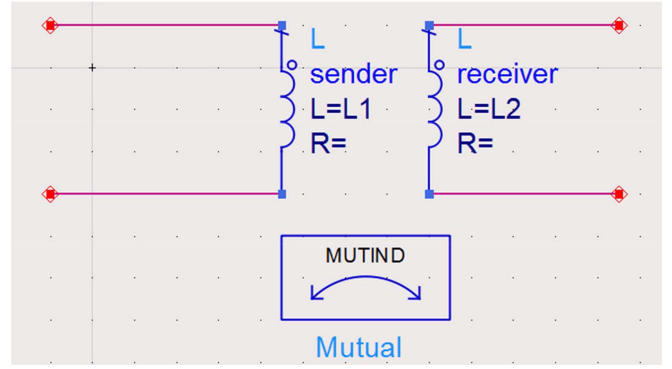 L
sender
L=L1
R=
L
receiver
L=L2
R=
MUTIND
Mutual